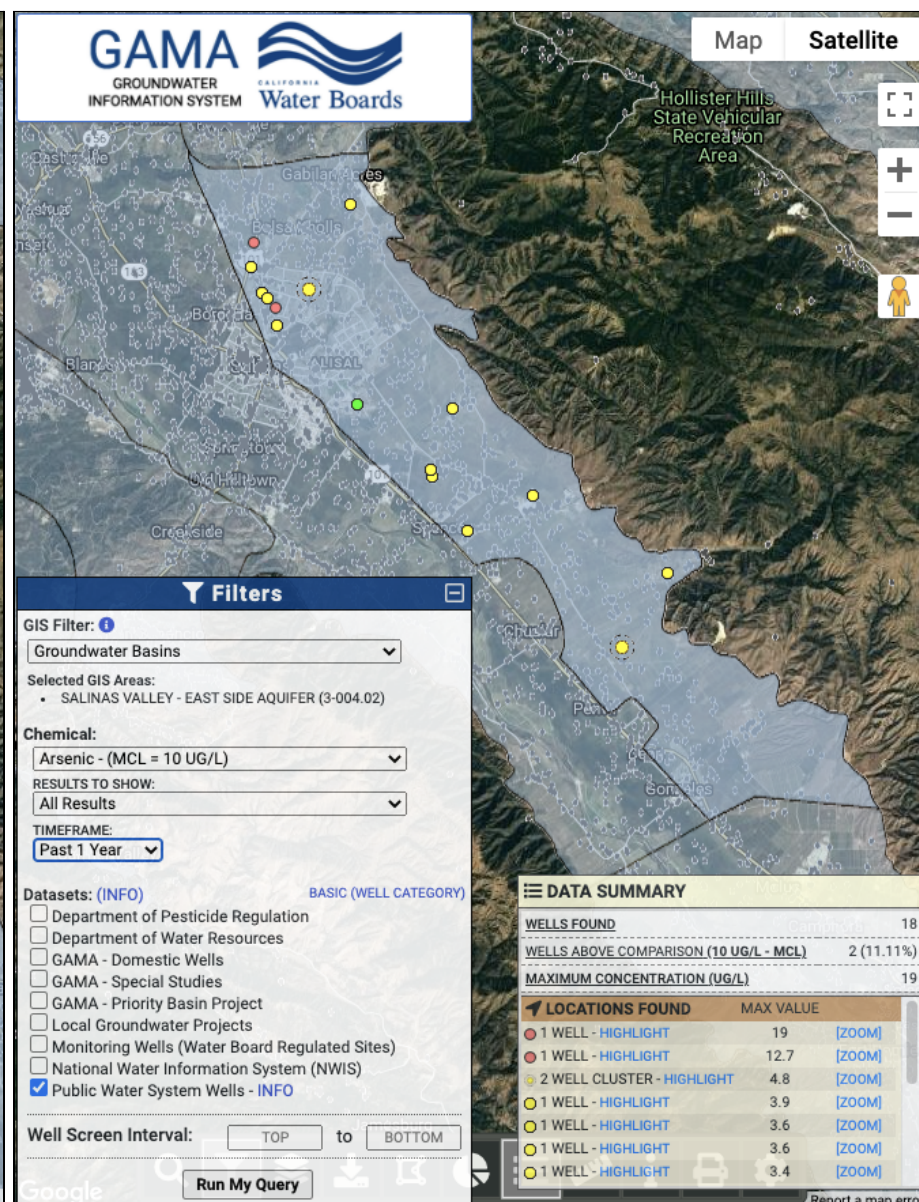 GAMA
GROUNDWATER
INFORMATION SYSTEM
CALIFORNIA
Water Boards
Map
Satellite
Hollister Hills
State Vehicular
Recreation
Area
156
Gabilan Acres
Bolsa Knolls
183
ALISAL
101
Old Hilltown
Creekside
Chualar
Gonzales
Filters
GIS Filter:
Groundwater Basins
Selected GIS Areas:
• SALINAS VALLEY - EAST SIDE AQUIFER (3-004.02)
Chemical:
Arsenic - (MCL = 10 UG/L)
RESULTS TO SHOW:
All Results
TIMEFRAME:
Past 1 Year
Datasets: (INFO) BASIC (WELL CATEGORY)
Department of Pesticide Regulation
Department of Water Resources
GAMA - Domestic Wells
GAMA - Special Studies
GAMA - Priority Basin Project
Local Groundwater Projects
Monitoring Wells (Water Board Regulated Sites)
National Water Information System (NWIS)
Public Water System Wells - INFO
Well Screen Interval: TOP to BOTTOM
Run My Query
Google
DATA SUMMARY
WELLS FOUND 18
WELLS ABOVE COMPARISON (10 UG/L - MCL) 2 (11.11%)
MAXIMUM CONCENTRATION (UG/L) 19
LOCATIONS FOUND MAX VALUE
1 WELL - HIGHLIGHT 19 [ZOOM]
1 WELL - HIGHLIGHT 12.7 [ZOOM]
2 WELL CLUSTER - HIGHLIGHT 4.8 [ZOOM]
1 WELL - HIGHLIGHT 3.9 [ZOOM]
1 WELL - HIGHLIGHT 3.6 [ZOOM]
1 WELL - HIGHLIGHT 3.6 [ZOOM]
1 WELL - HIGHLIGHT 3.4 [ZOOM]
Report a map erro